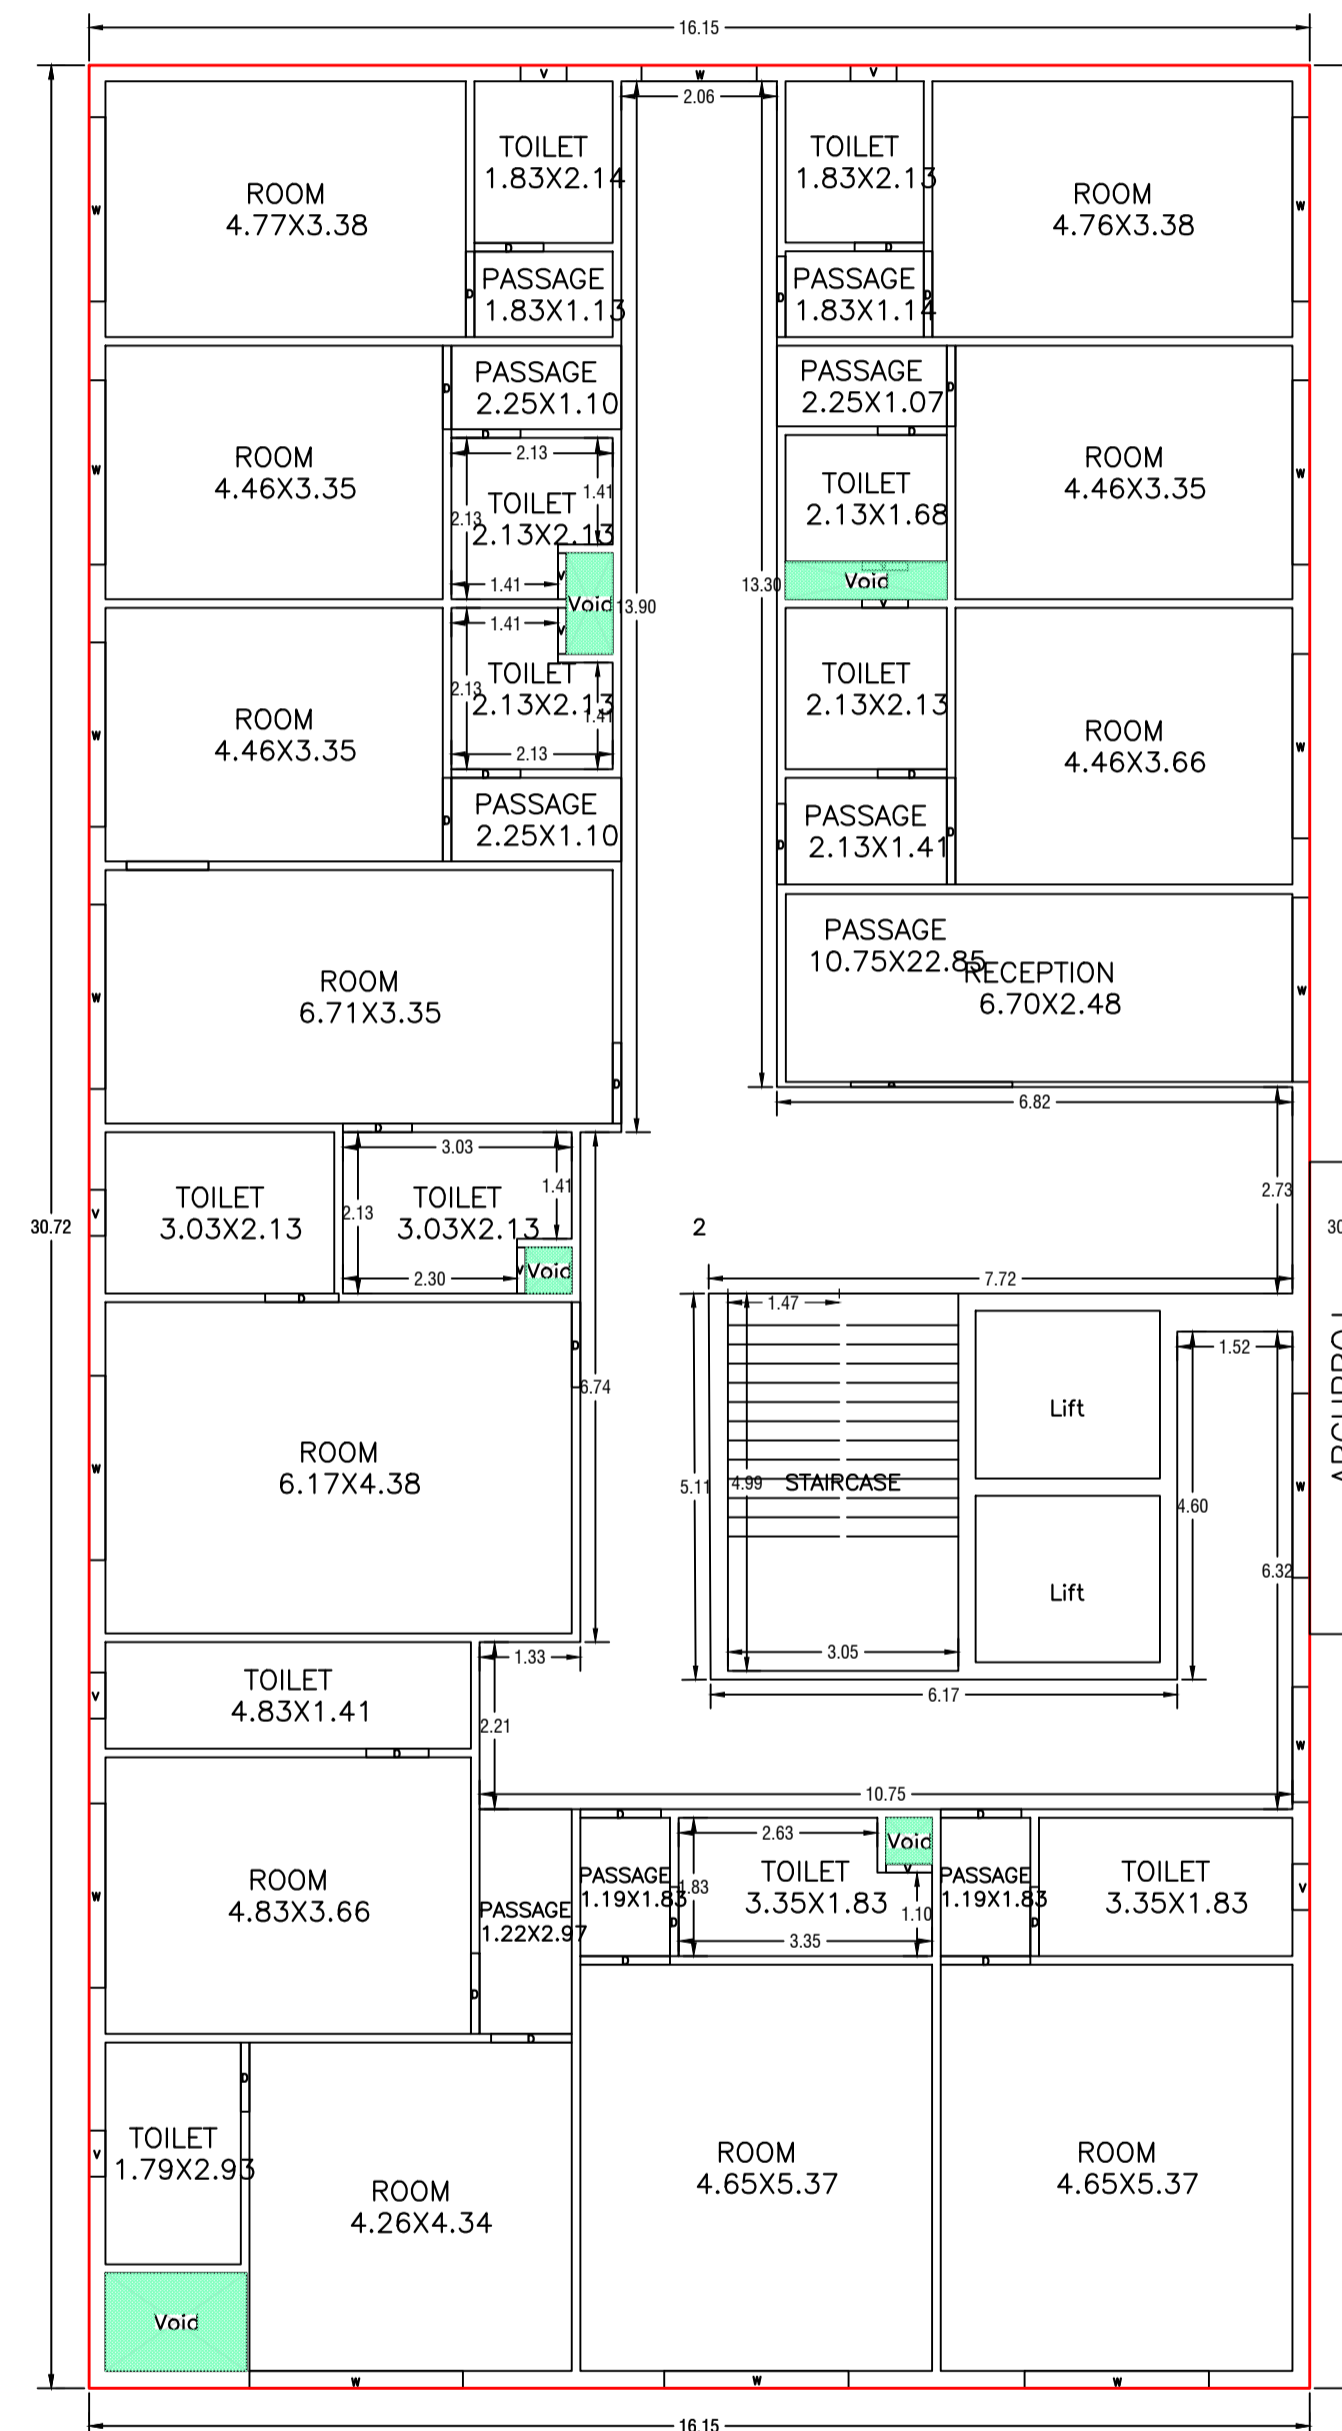 16.15
V
W
V
2.06
TOILET
1.83X2.14
TOILET
1.83X2.13
ROOM
4.77X3.38
ROOM
4.76X3.38
W
W
D
D
PASSAGE
1.83X1.13
PASSAGE
1.83X1.14
D
D
D
PASSAGE
2.25X1.10
PASSAGE
2.25X1.07
D
D
D
D
2.13
ROOM
4.46X3.35
W
TOILET
2.13X2.13
1.41
2.13
TOILET
2.13X1.68
ROOM
4.46X3.35
W
1.41
V
Void
Void
13.90
13.30
V
1.41
V
2.13
TOILET
2.13X2.13
1.41
2.13
TOILET
2.13X2.13
ROOM
4.46X3.35
W
ROOM
4.46X3.66
W
D
D
PASSAGE
2.25X1.10
D
PASSAGE
2.13X1.41
D
D
PASSAGE
10.75X22.85
RECEPTION
6.70X2.48
W
ROOM
6.71X3.35
W
D
6.82
D
3.03
1.41
2.13
TOILET
3.03X2.13
TOILET
3.03X2.13
V
2.73
30.72
2
30
2.30
V
Void
7.72
D
1.47
D
1.52
6.74
Lift
ROOM
6.17X4.38
W
5.11
4.99
STAIRCASE
4.60
W
6.32
Lift
3.05
1.33
TOILET
4.83X1.41
V
6.17
2.21
D
W
10.75
D
D
2.63
Void
V
ROOM
4.83X3.66
W
PASSAGE
1.22X2.97
PASSAGE
1.19X1.83
1.83
TOILET
3.35X1.83
1.10
PASSAGE
1.19X1.83
TOILET
3.35X1.83
V
D
D
3.35
D
D
D
D
D
TOILET
1.79X2.93
V
ROOM
4.26X4.34
ROOM
4.65X5.37
ROOM
4.65X5.37
Void
W
W
W
16.15